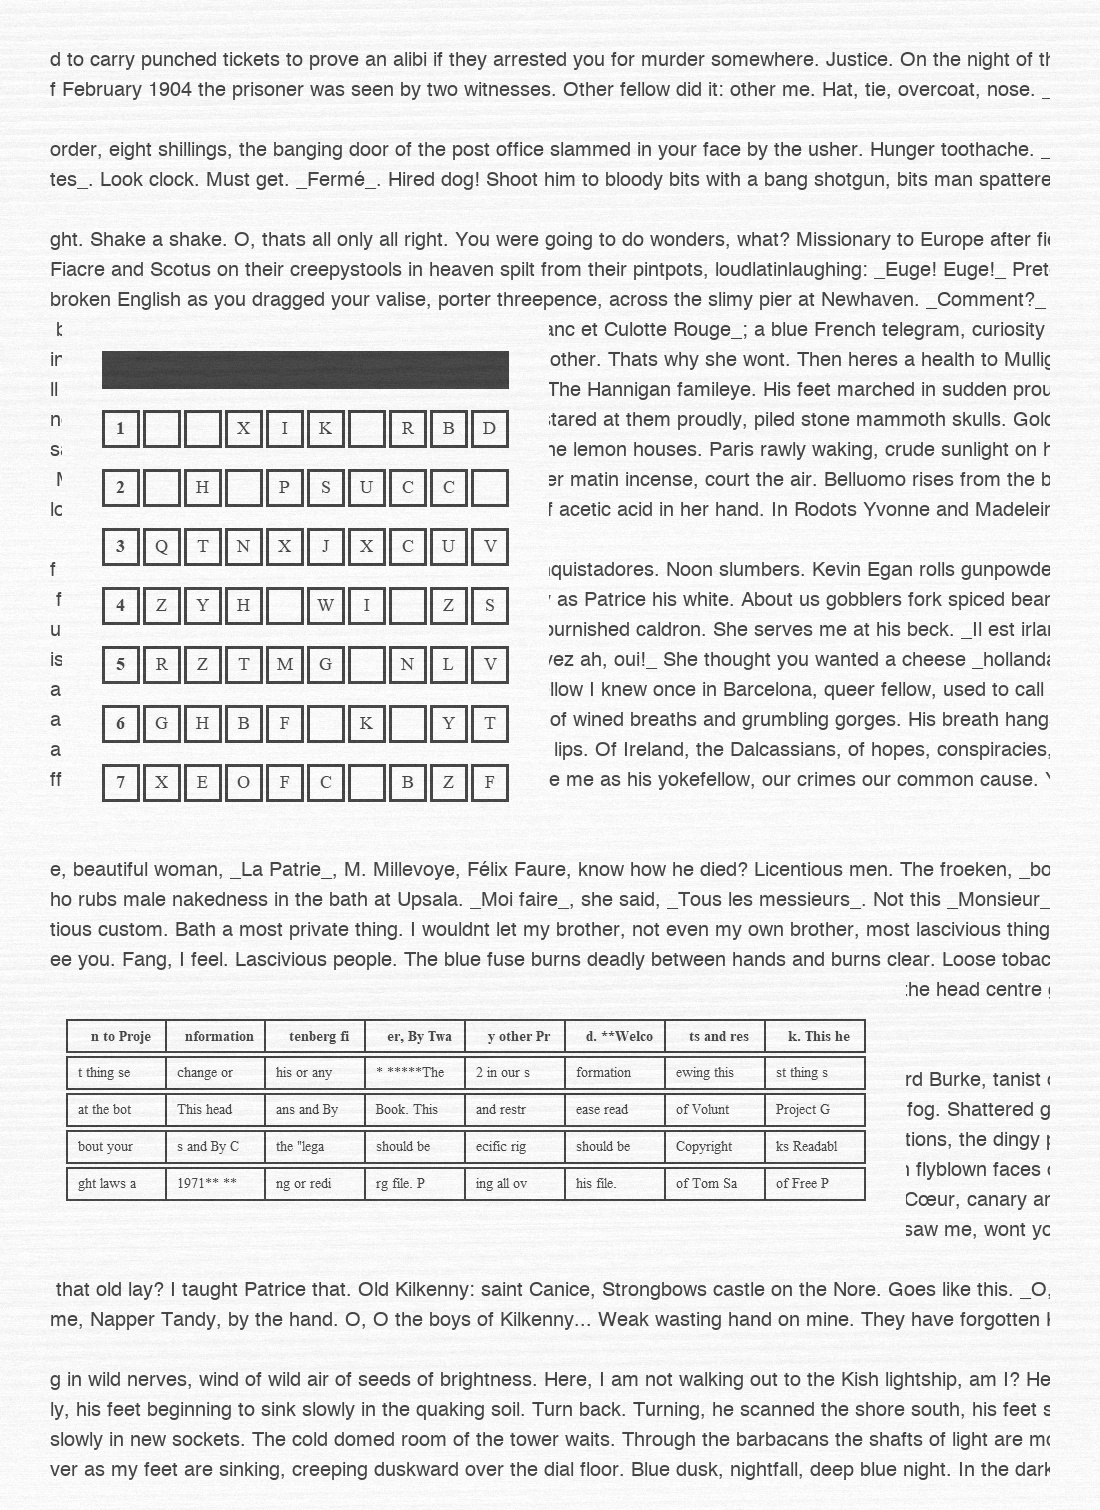 d to carry punched tickets to prove an alibi if they arrested you for murder somewhere. Justice. On the night of th
f February 1904 the prisoner was seen by two witnesses. Other fellow did it: other me. Hat, tie, overcoat, nose. _
order, eight shillings, the banging door of the post office slammed in your face by the usher. Hunger toothache. _
tes_. Look clock. Must get. _Fermé_. Hired dog! Shoot him to bloody bits with a bang shotgun, bits man spattere
ght. Shake a shake. O, thats all only all right. You were going to do wonders, what? Missionary to Europe after fie
Fiacre and Scotus on their creepystools in heaven spilt from their pintpots, loudlatinlaughing: _Euge! Euge!_ Prete
broken English as you dragged your valise, porter threepence, across the slimy pier at Newhaven. _Comment?_
anc et Culotte Rouge_; a blue French telegram, curiosity
other. Thats why she wont. Then heres a health to Mullig
The Hannigan famileye. His feet marched in sudden prou
stared at them proudly, piled stone mammoth skulls. Gold
he lemon houses. Paris rawly waking, crude sunlight on h
er matin incense, court the air. Belluomo rises from the b
f acetic acid in her hand. In Rodots Yvonne and Madelein
nquistadores. Noon slumbers. Kevin Egan rolls gunpowde
y as Patrice his white. About us gobblers fork spiced bean
burnished caldron. She serves me at his beck. _Il est irlan
vez ah, oui!_ She thought you wanted a cheese _hollanda
llow I knew once in Barcelona, queer fellow, used to call
of wined breaths and grumbling gorges. His breath hang
lips. Of Ireland, the Dalcassians, of hopes, conspiracies,
e me as his yokefellow, our crimes our common cause. Y
1 X I K R B D
2 H P S U C C
3 Q T N X J X C U V
4 Z Y H W I Z S
5 R Z T M G N L V
6 G H B F K Y T
7 X E O F C B Z F
e, beautiful woman, _La Patrie_, M. Millevoye, Félix Faure, know how he died? Licentious men. The froeken, _bo
ho rubs male nakedness in the bath at Upsala. _Moi faire_, she said, _Tous les messieurs_. Not this _Monsieur_
tious custom. Bath a most private thing. I wouldnt let my brother, not even my own brother, most lascivious thing
ee you. Fang, I feel. Lascivious people. The blue fuse burns deadly between hands and burns clear. Loose tobac
the head centre
n to Proje nformation tenberg fi er, By Twa y other Pr d. **Welco ts and res k. This he
t thing se change or his or any * *****The 2 in our s formation ewing this st thing s
at the bot This head ans and By Book. This and restr ease read of Volunt Project G
bout your s and By C the "lega should be ecific rig should be Copyright ks Readabl
ght laws a 1971** ** ng or redi rg file. P ing all ov his file. of Tom Sa of Free P
rd Burke, tanist
fog. Shattered g
tions, the dingy p
flyblown faces
Cœur, canary an
saw me, wont yo
that old lay? I taught Patrice that. Old Kilkenny: saint Canice, Strongbows castle on the Nore. Goes like this. _O,
me, Napper Tandy, by the hand. O, O the boys of Kilkenny... Weak wasting hand on mine. They have forgotten K
g in wild nerves, wind of wild air of seeds of brightness. Here, I am not walking out to the Kish lightship, am I? He
ly, his feet beginning to sink slowly in the quaking soil. Turn back. Turning, he scanned the shore south, his feet s
slowly in new sockets. The cold domed room of the tower waits. Through the barbacans the shafts of light are mo
ver as my feet are sinking, creeping duskward over the dial floor. Blue dusk, nightfall, deep blue night. In the dark